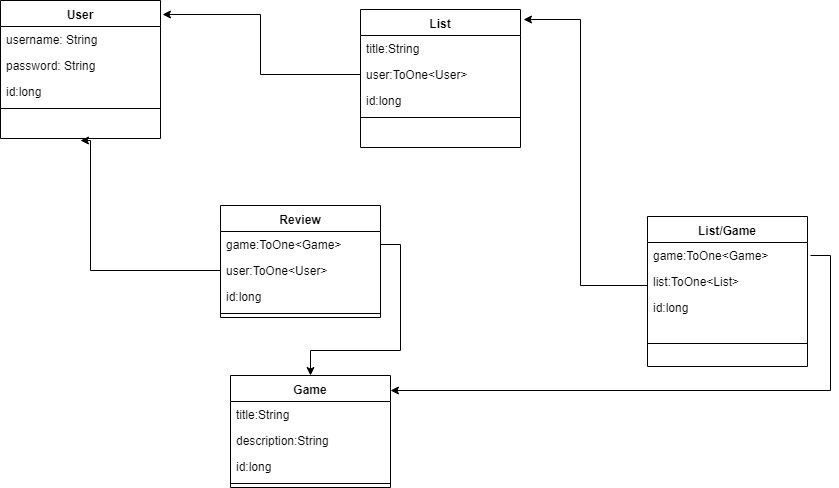 User
username: String
password: String
id:long
List
title:String
user:ToOne<User>
id:long
Review
game:ToOne<Game>
user:ToOne<User>
id:long
List/Game
game:ToOne<Game>
list:ToOne<List>
id:long
Game
title:String
description:String
id:long